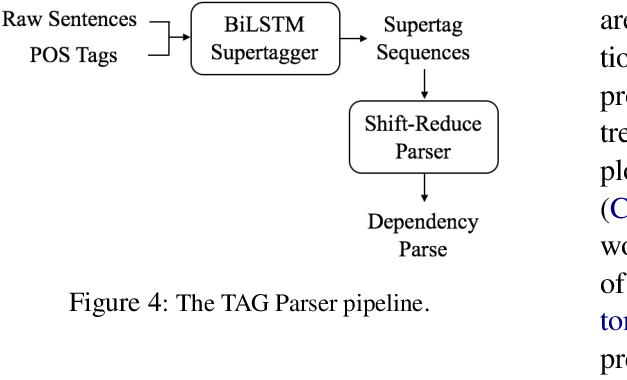 Raw Sentences
POS Tags
BiLSTM
Supertagger
Supertag
Sequences
Shift-Reduce
Parser
Dependency
Parse
Figure 4: The TAG Parser pipeline.
are
tio
pro
tre
plo
(C
wo
of
tor
pro